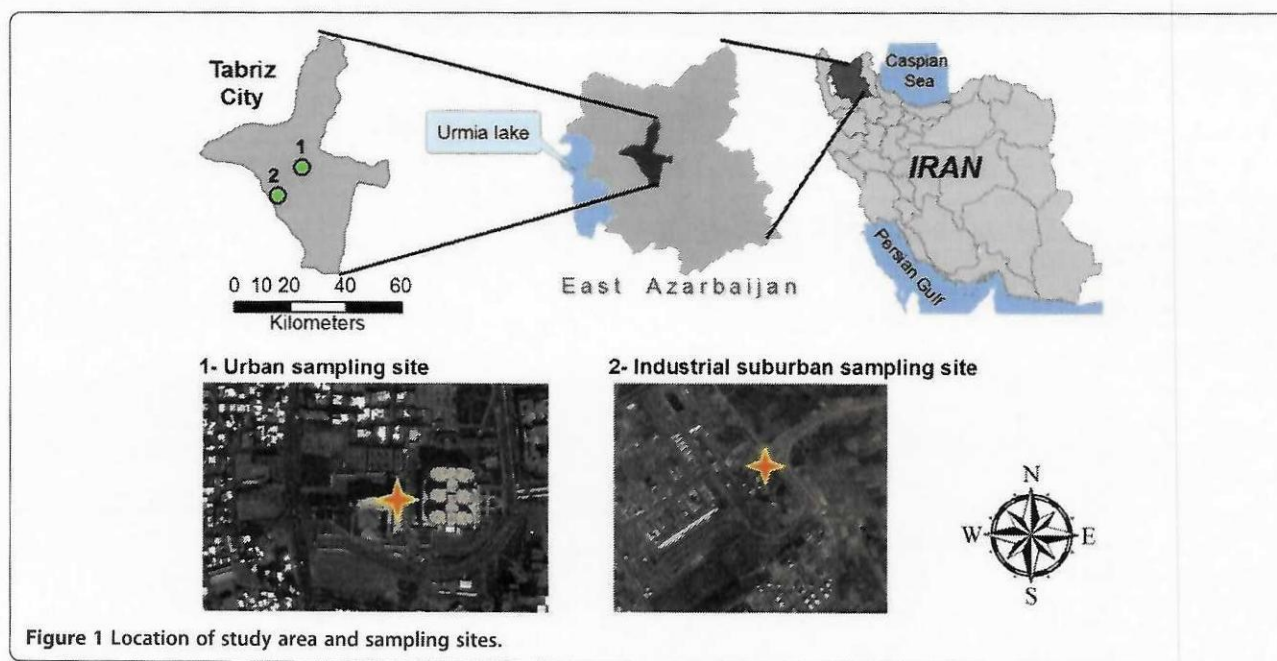 Tabriz
City
1
2
0 10 20 40 60
Kilometers
Urmia lake
East Azarbaijan
Caspian
Sea
IRAN
Persian Gulf
1- Urban sampling site
2- Industrial suburban sampling site
N
W E
S
Figure 1 Location of study area and sampling sites.